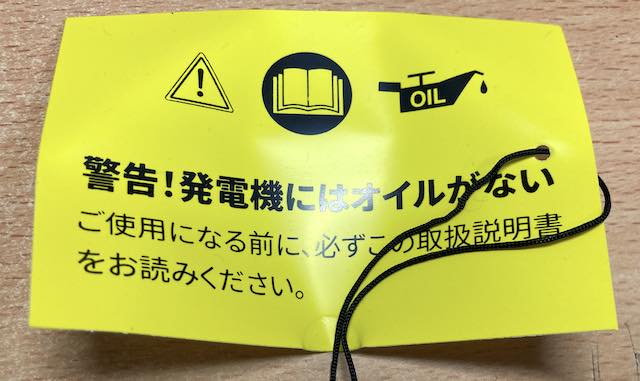 OIL
警告！発電機にはオイルがない
ご使用になる前に、必ずこの取扱説明書
をお読みください。